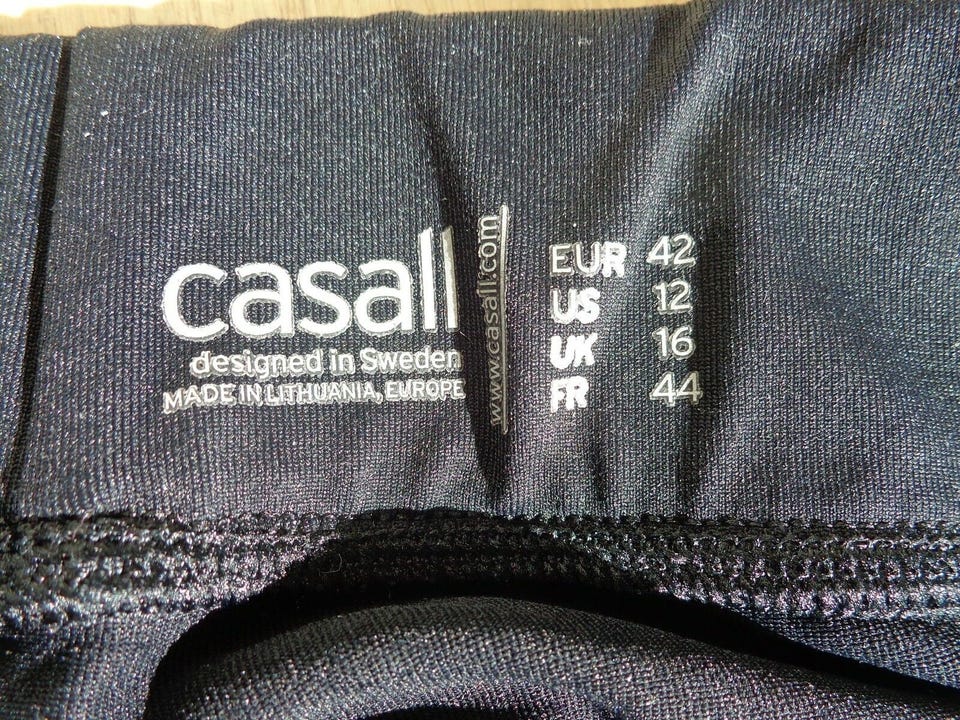 casall
designed in Sweden
MADE IN LITHUANIA, EUROPE
www.casall.com
EUR 42
US 12
UK 16
FR 44